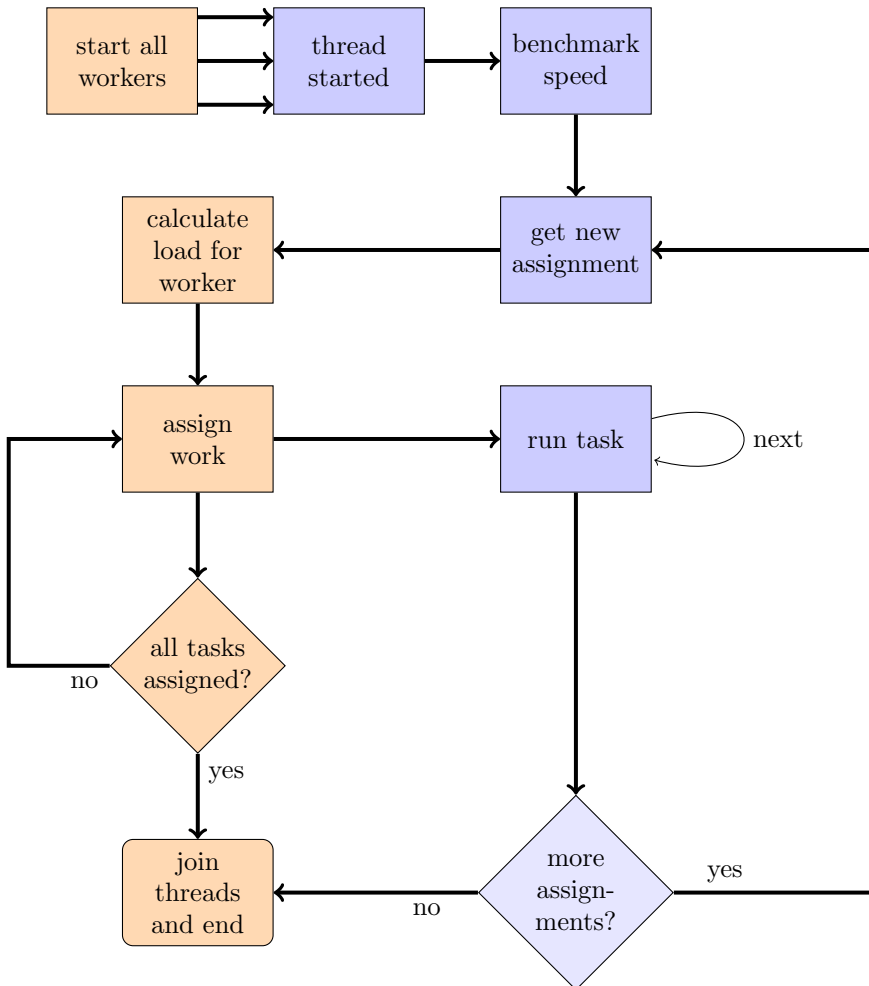 start all
workers
thread
started
benchmark
speed
calculate
load for
worker
get new
assignment
assign
work
run task
next
all tasks
assigned?
no
yes
join
threads
and end
no
more
assign-
ments?
yes